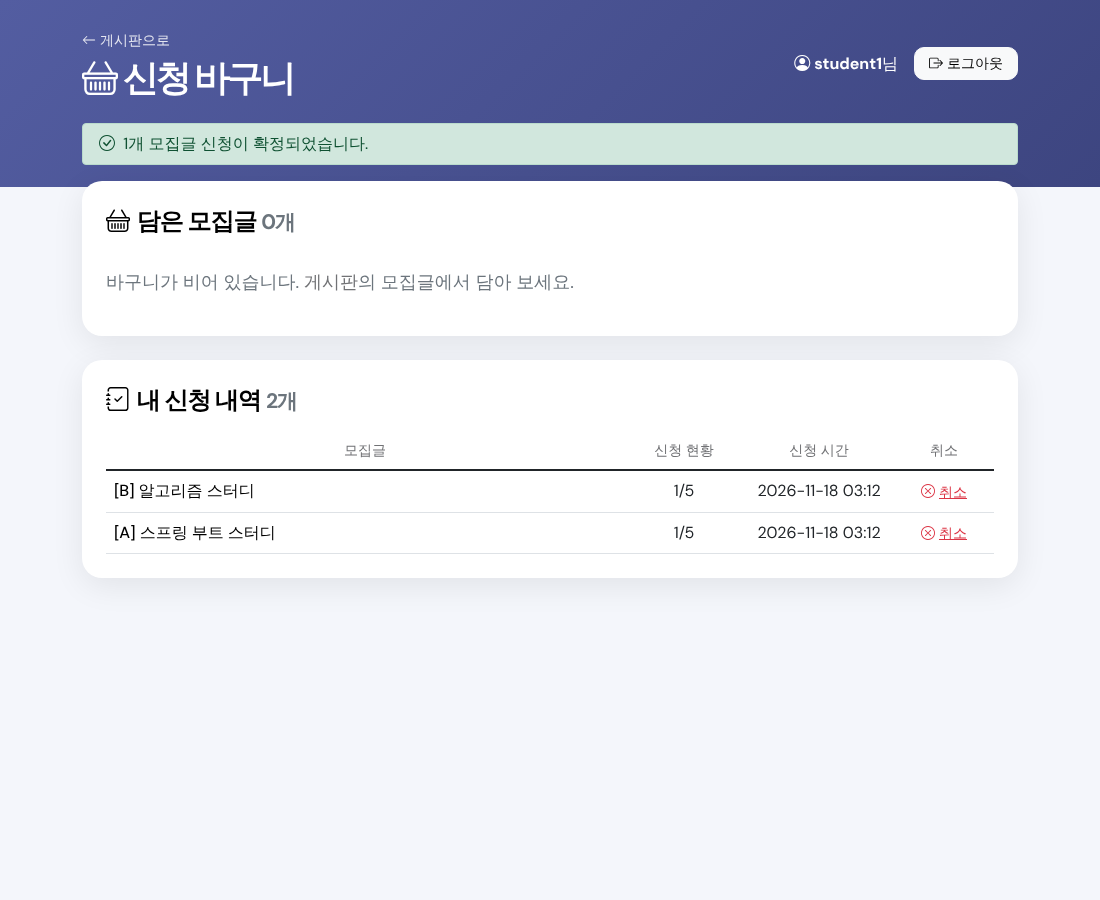 ← 게시판으로
신청 바구니
student1님
로그아웃
1개 모집글 신청이 확정되었습니다.
담은 모집글 0개
바구니가 비어 있습니다. 게시판의 모집글에서 담아 보세요.
내 신청 내역 2개
모집글 신청 현황 신청 시간 취소
[B] 알고리즘 스터디 1/5 2026-11-18 03:12 취소
[A] 스프링 부트 스터디 1/5 2026-11-18 03:12 취소